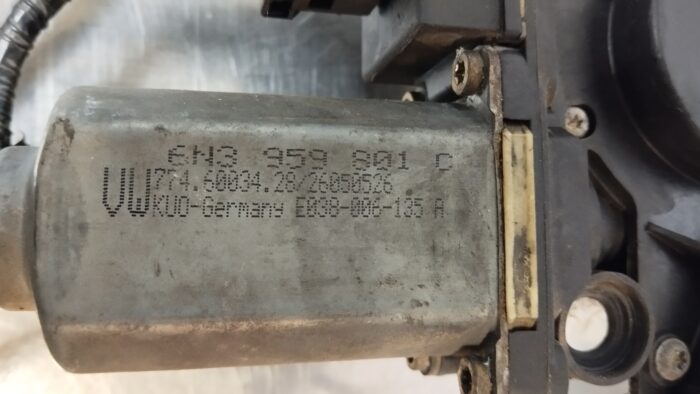 6N3 959 801 C
VW 774.60034.28/26050526
KUO-Germany E038-006-135 A